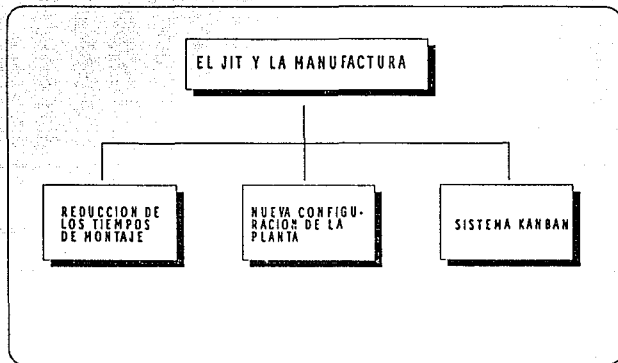 EL JIT Y LA MANUFACTURA
REDUCCION DE
LOS TIEMPOS
DE MONTAJE
NUEVA CONFIGU-
RACION DE LA
PLANTA
SISTEMA KANBAN